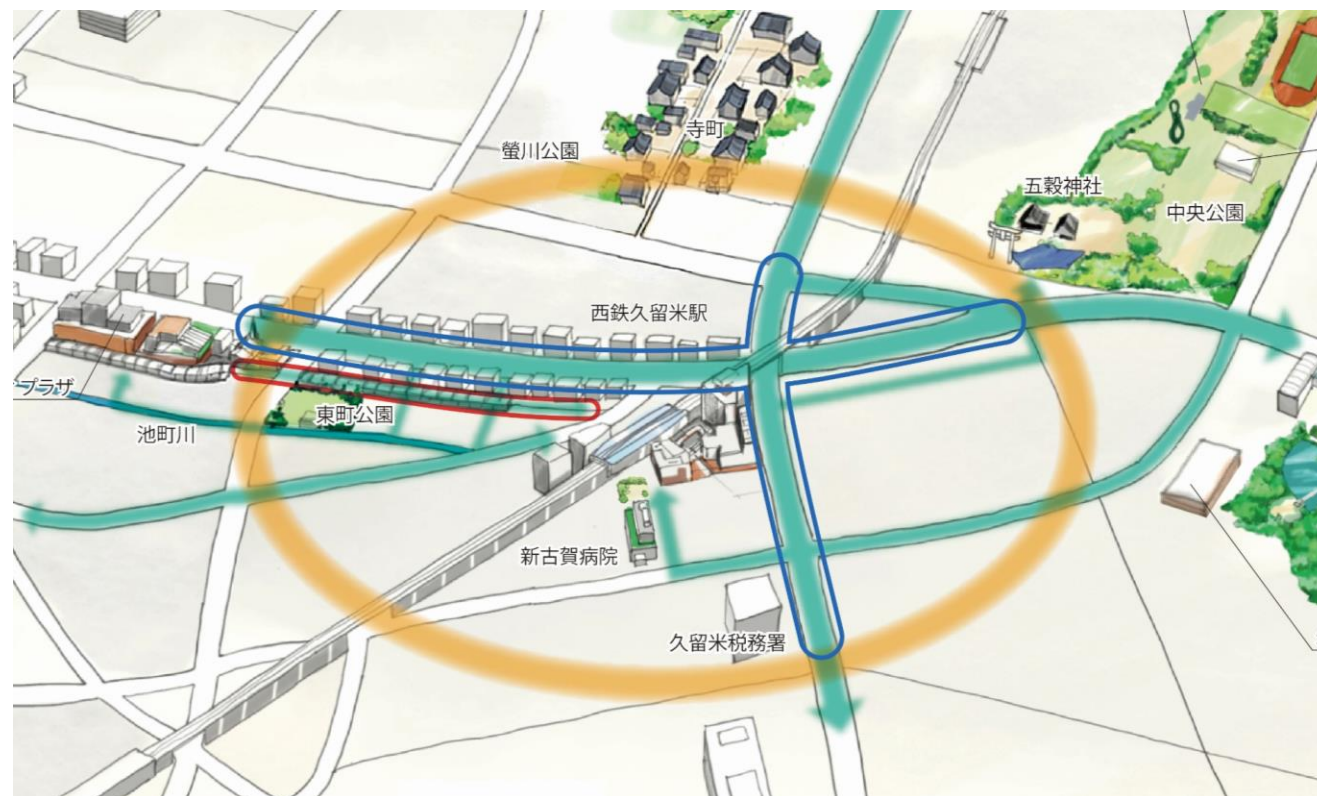 寺町
螢川公園
五穀神社
中央公園
西鉄久留米駅
プラザ
東町公園
池町川
新古賀病院
久留米税務署